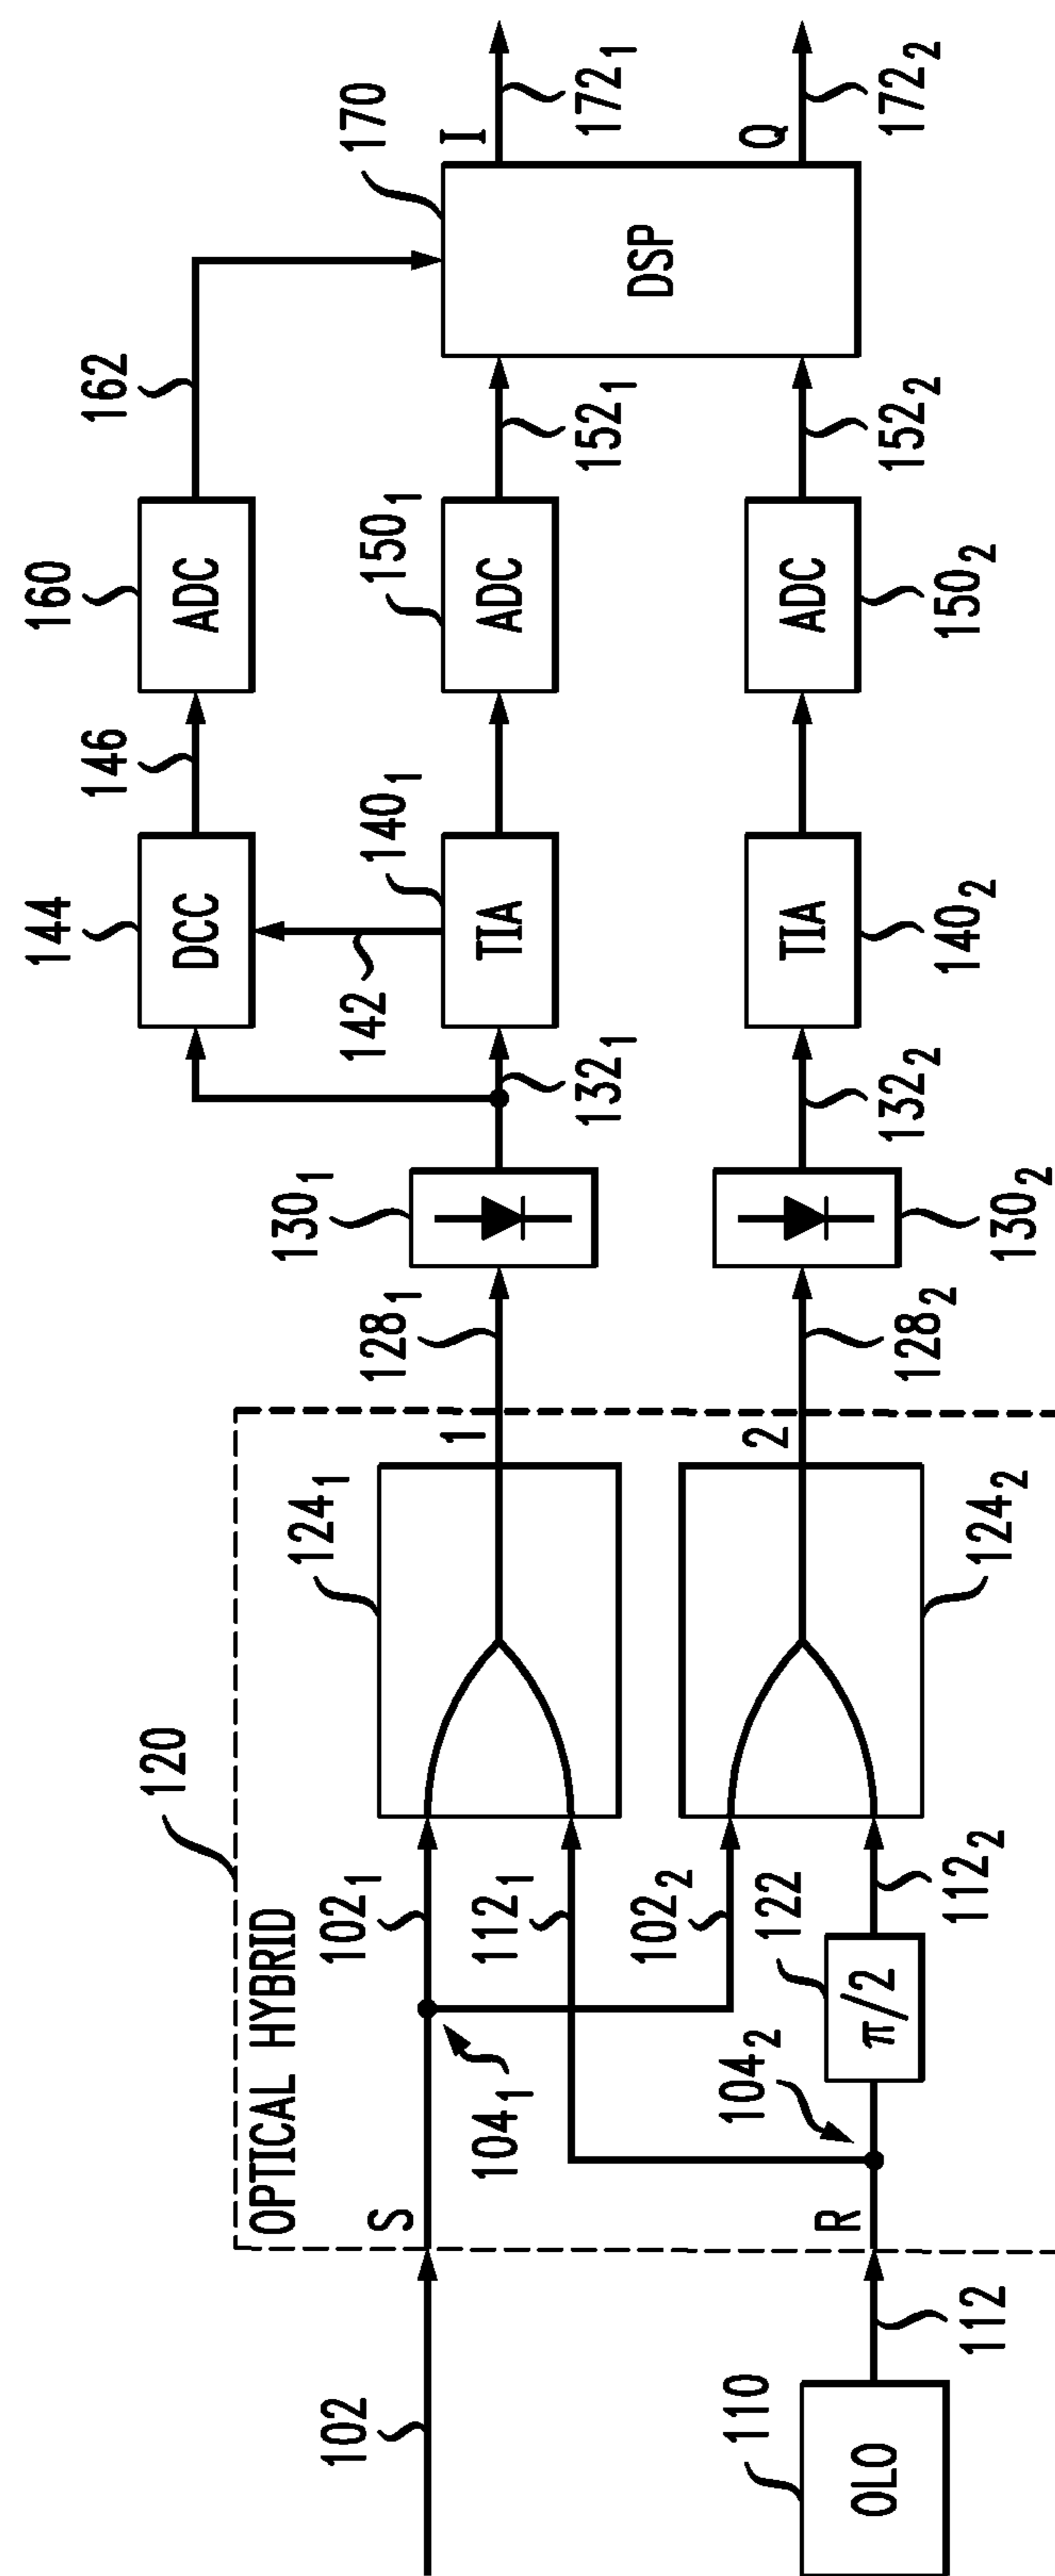 102
110
OLO
112
120
OPTICAL HYBRID
S
R
104₁
104₂
102₁
112₁
102₂
122
π/2
112₂
124₁
124₂
1
2
128₁
128₂
130₁
130₂
132₁
132₂
142
144
DCC
140₁
TIA
140₂
TIA
146
160
ADC
150₁
ADC
150₂
ADC
162
152₁
152₂
170
DSP
I
Q
172₁
172₂